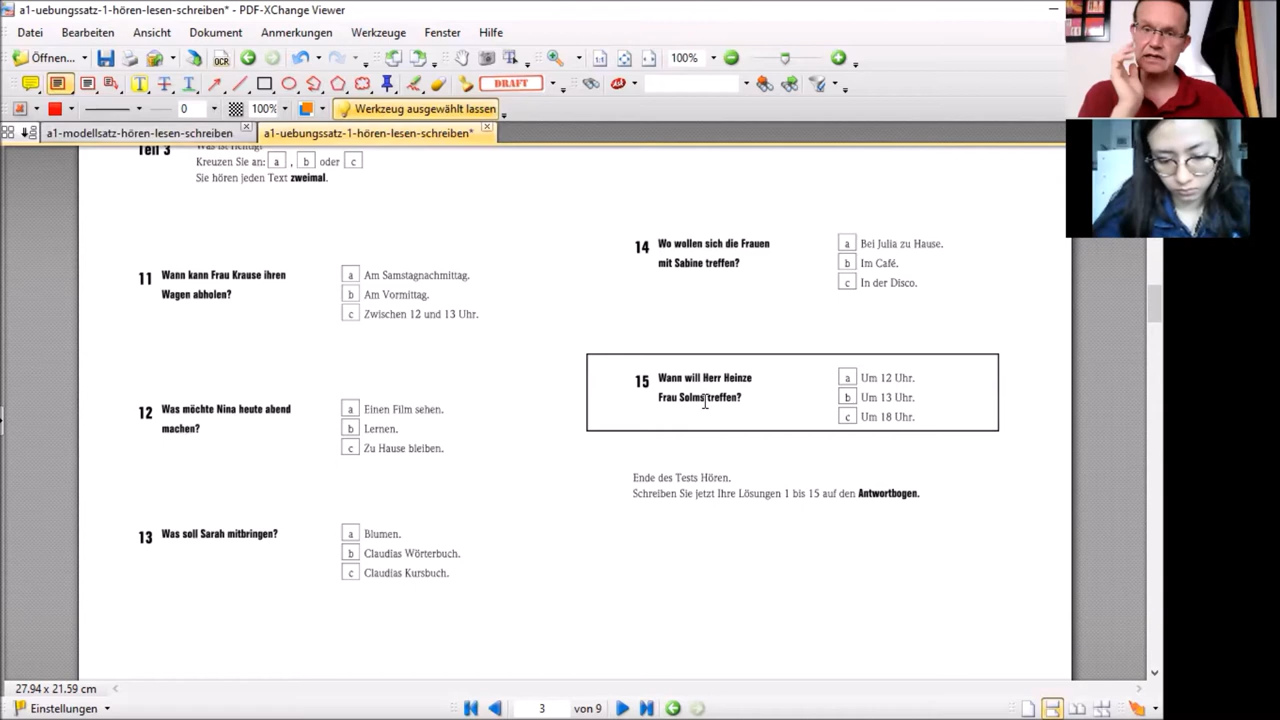 a1-uebungssatz-1-hören-lesen-schreiben* - PDF-XChange Viewer
Datei Bearbeiten Ansicht Dokument Anmerkungen Werkzeuge Fenster Hilfe
Öffnen... OCR 100%
DRAFT
0 100% Werkzeug ausgewählt lassen
a1-modellsatz-hören-lesen-schreiben a1-uebungssatz-1-hören-lesen-schreiben*
Teil 3 Was ist richtig?
Kreuzen Sie an: a , b oder c
Sie hören jeden Text zweimal.
11 Wann kann Frau Krause ihren
Wagen abholen?
a Am Samstagnachmittag.
b Am Vormittag.
c Zwischen 12 und 13 Uhr.
12 Was möchte Nina heute abend
machen?
a Einen Film sehen.
b Lernen.
c Zu Hause bleiben.
13 Was soll Sarah mitbringen?
a Blumen.
b Claudias Wörterbuch.
c Claudias Kursbuch.
14 Wo wollen sich die Frauen
mit Sabine treffen?
a Bei Julia zu Hause.
b Im Café.
c In der Disco.
15 Wann will Herr Heinze
Frau Solms treffen?
a Um 12 Uhr.
b Um 13 Uhr.
c Um 18 Uhr.
Ende des Tests Hören.
Schreiben Sie jetzt Ihre Lösungen 1 bis 15 auf den Antwortbogen.
27.94 x 21.59 cm
Einstellungen 3 von 9